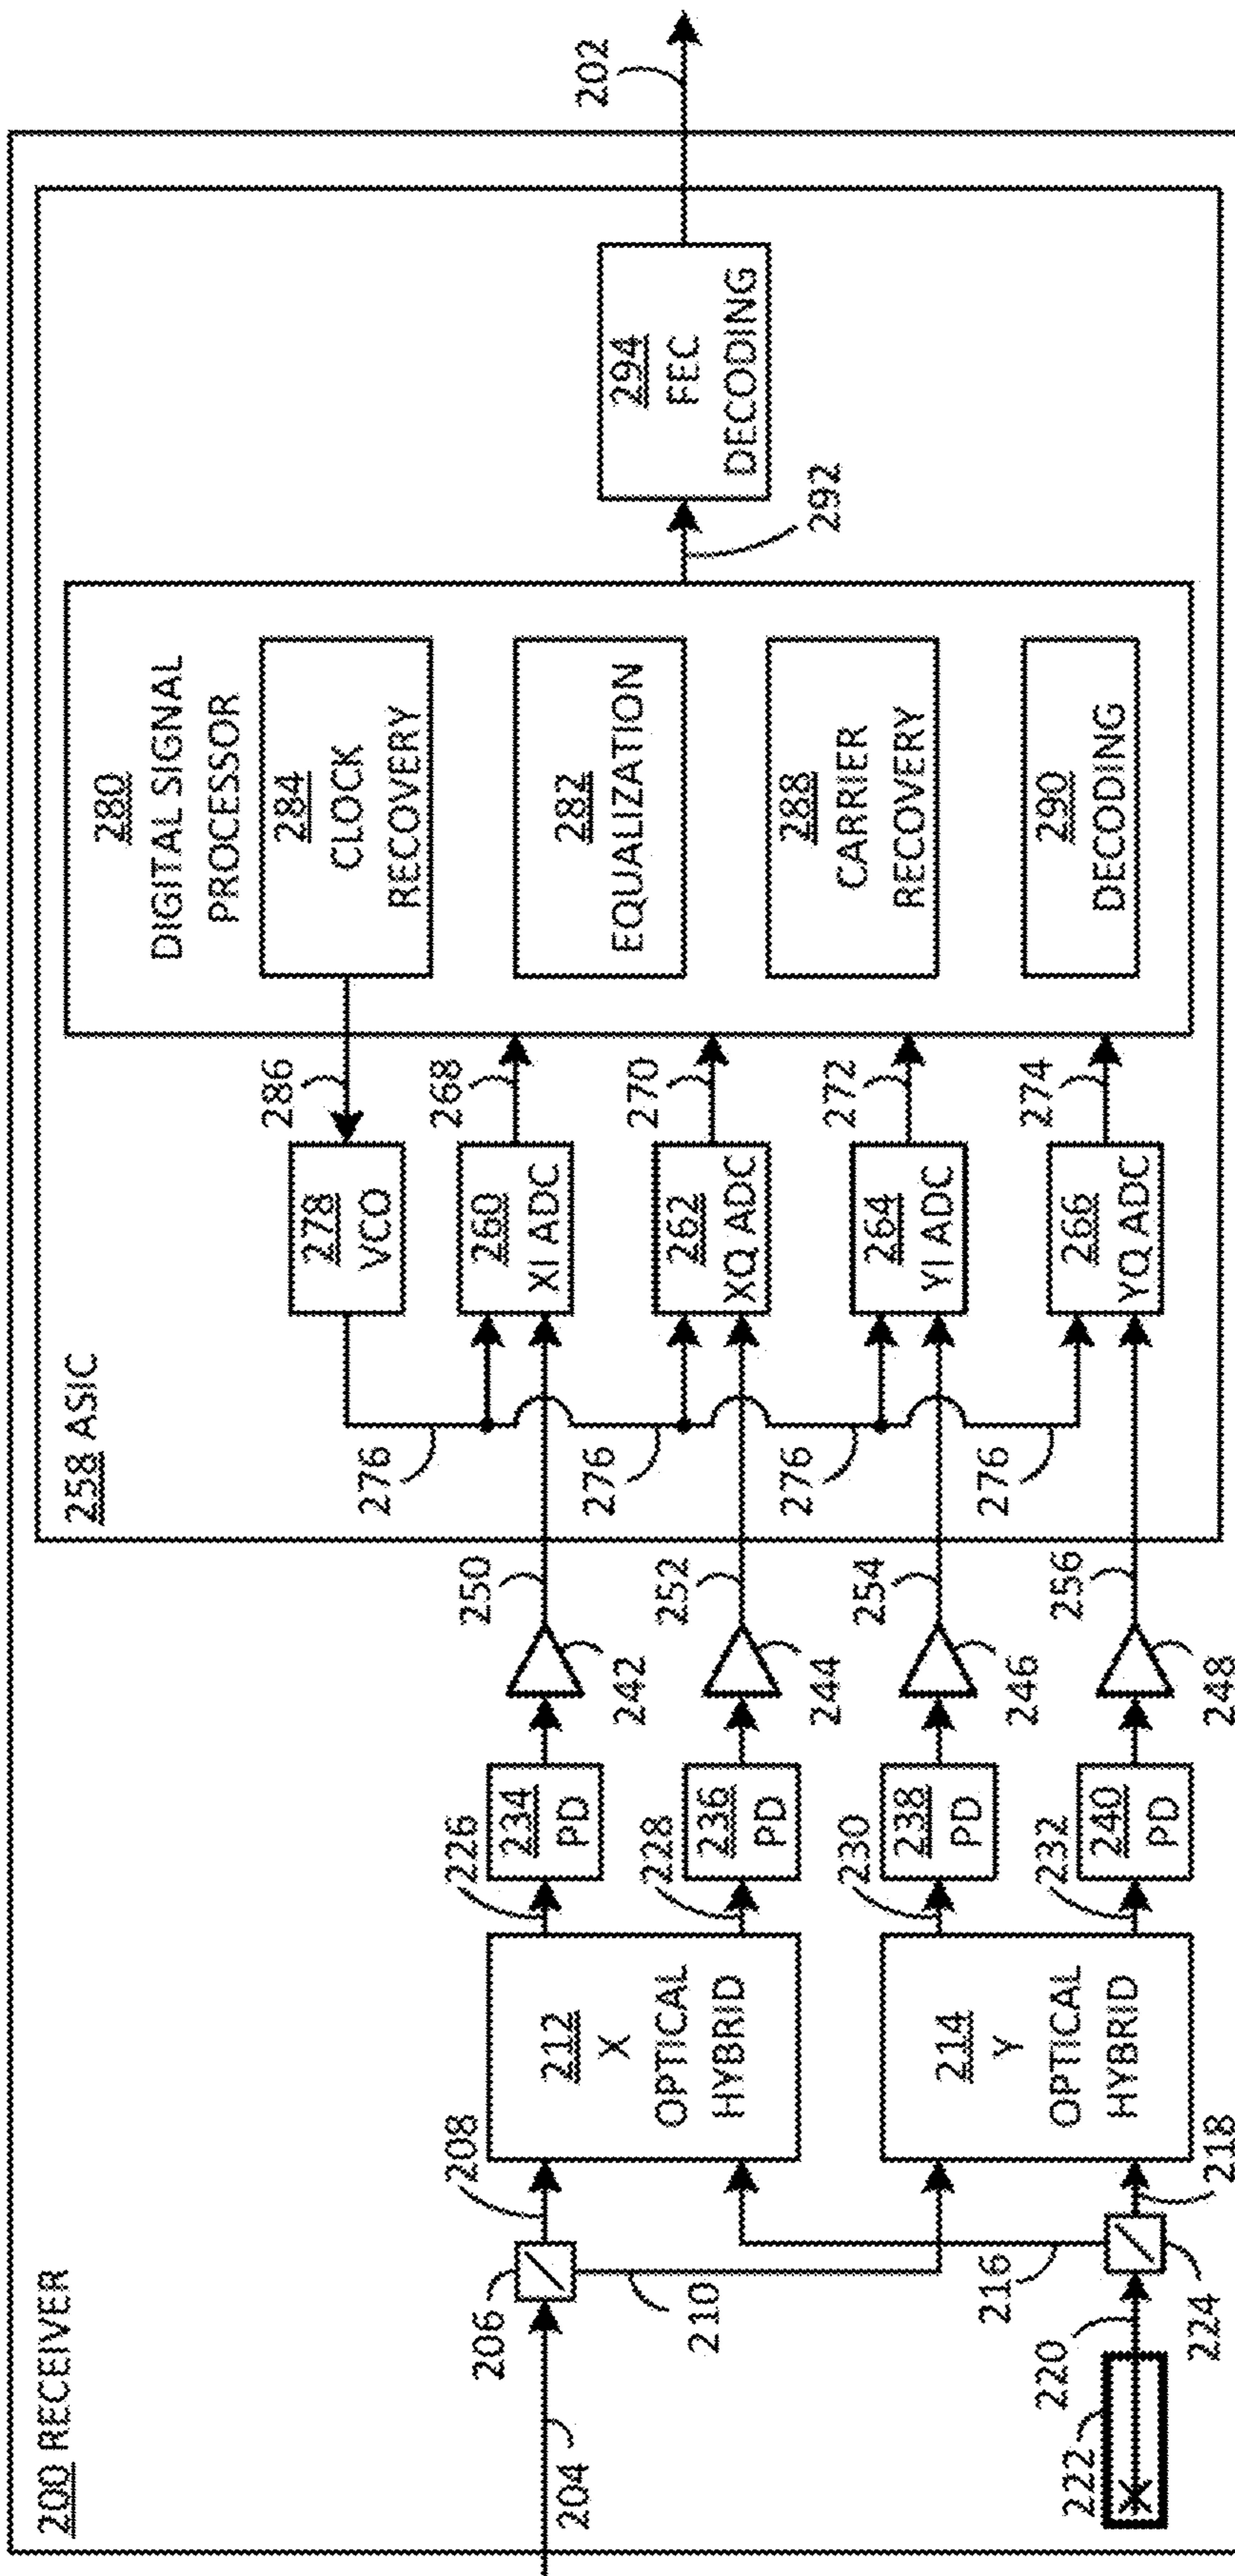 200 RECEIVER
204
206
208
210
222
220
224
216
218
212
X
OPTICAL
HYBRID
214
Y
OPTICAL
HYBRID
226
228
230
232
234
PD
236
PD
238
PD
240
PD
242
244
246
248
250
252
254
256
258 ASIC
276
276
276
276
278
VCO
260
XI ADC
262
XQ ADC
264
YI ADC
266
YQ ADC
286
268
270
272
274
280
DIGITAL SIGNAL
PROCESSOR
284
CLOCK
RECOVERY
282
EQUALIZATION
288
CARRIER
RECOVERY
290
DECODING
292
294
FEC
DECODING
202